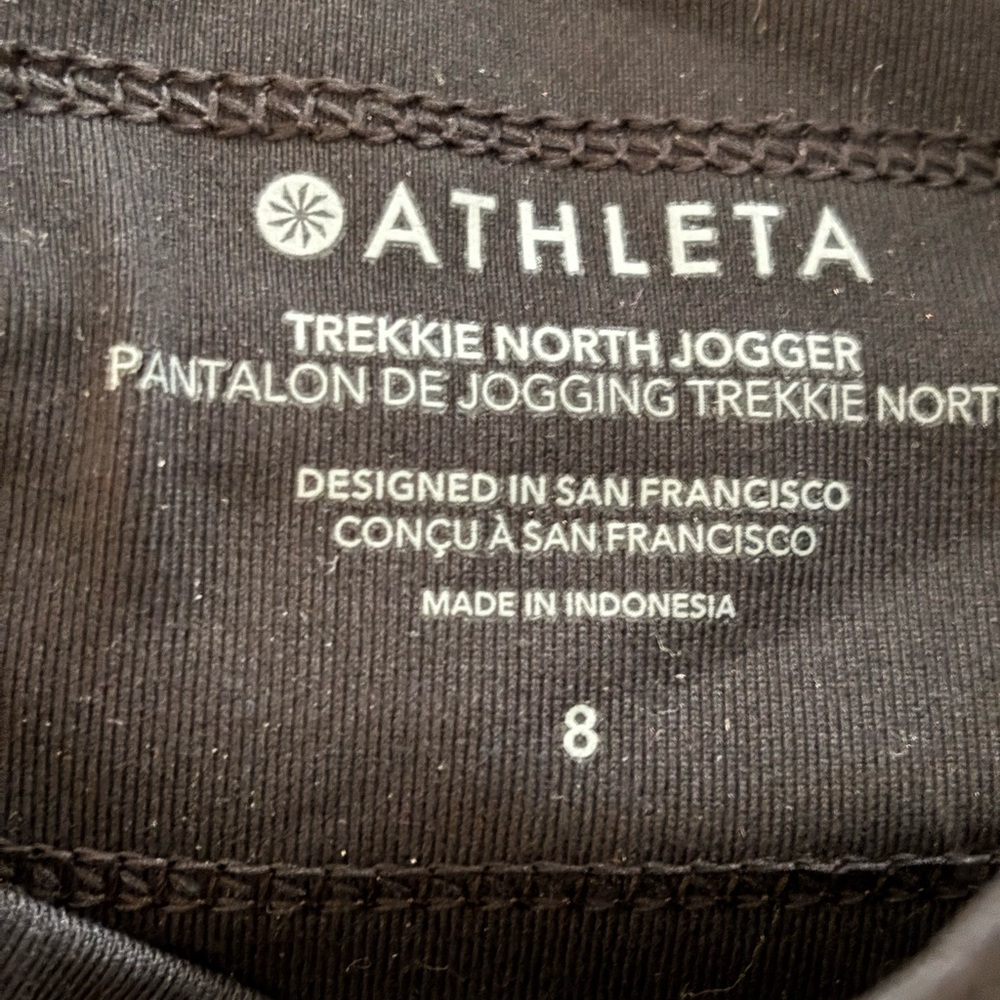 ATHLETA
TREKKIE NORTH JOGGER
PANTALON DE JOGGING TREKKIE NORT
DESIGNED IN SAN FRANCISCO
CONÇU À SAN FRANCISCO
MADE IN INDONESIA
8